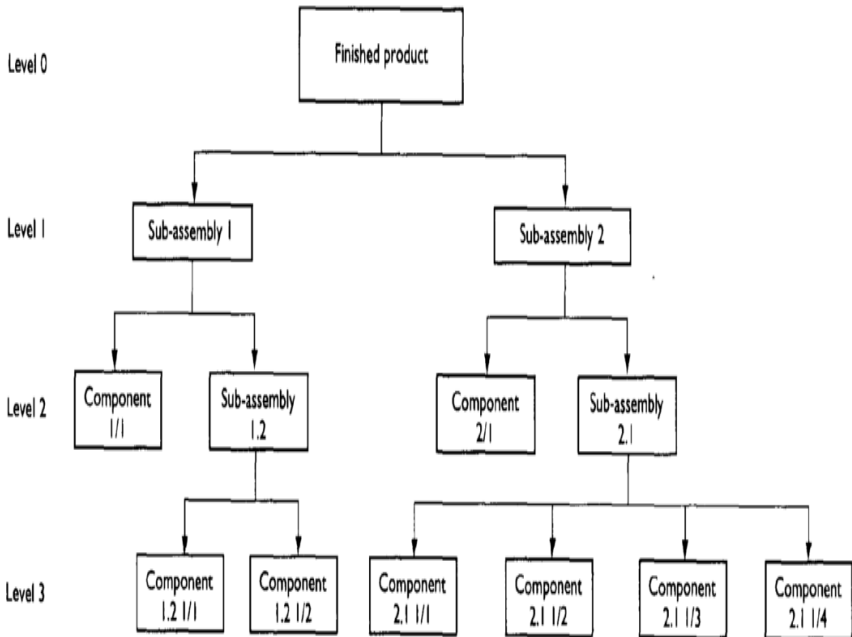 Level 0
Finished product
Level 1
Sub-assembly 1
Sub-assembly 2
Level 2
Component
1/1
Sub-assembly
1.2
Component
2/1
Sub-assembly
2.1
Level 3
Component
1.2 1/1
Component
1.2 1/2
Component
2.1 1/1
Component
2.1 1/2
Component
2.1 1/3
Component
2.1 1/4